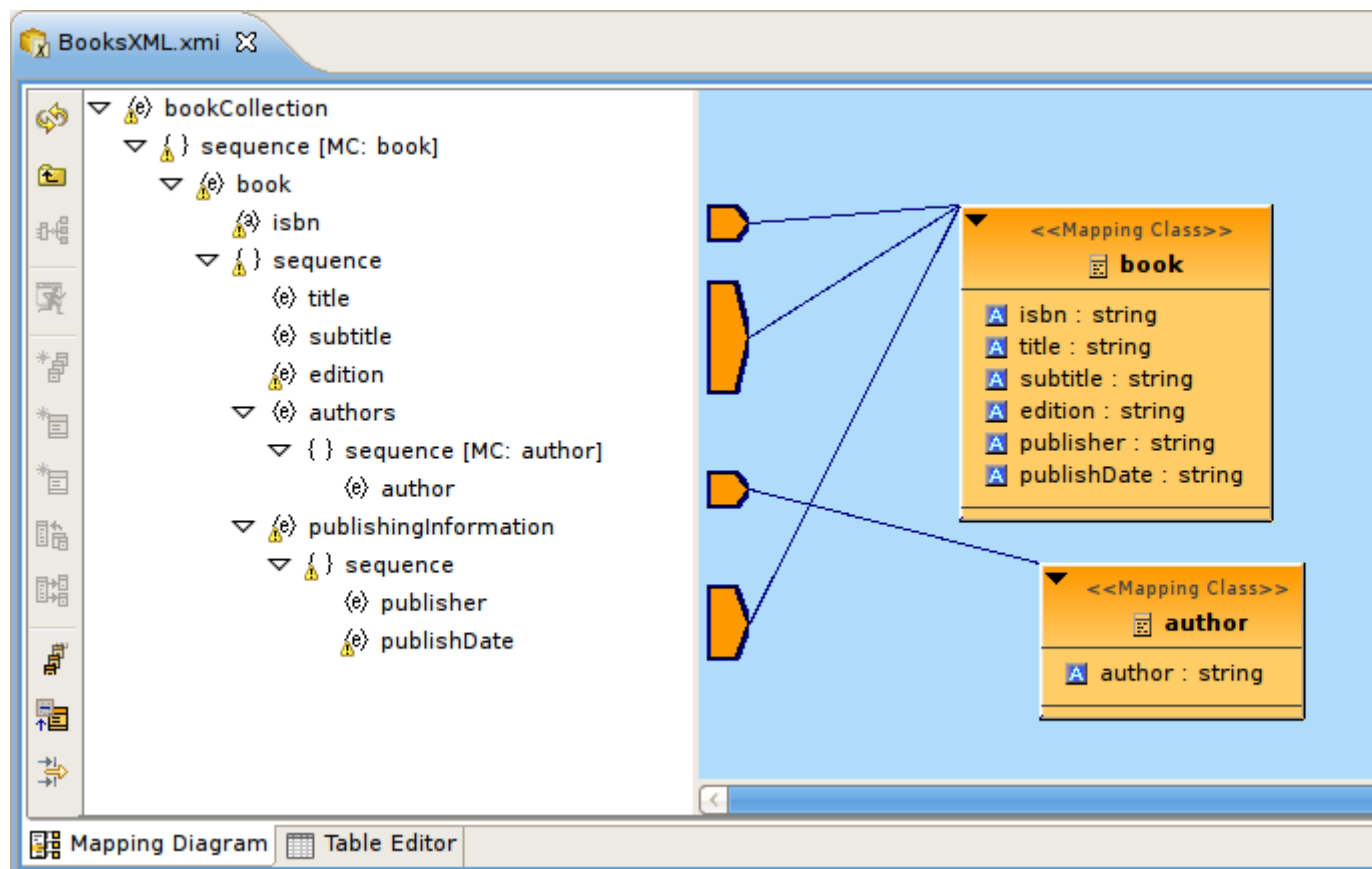 BooksXML.xmi
bookCollection
{ } sequence [MC: book]
book
isbn
{ } sequence
title
subtitle
edition
authors
{ } sequence [MC: author]
author
publishingInformation
{ } sequence
publisher
publishDate
<<Mapping Class>>
book
isbn : string
title : string
subtitle : string
edition : string
publisher : string
publishDate : string
<<Mapping Class>>
author
author : string
Mapping Diagram
Table Editor